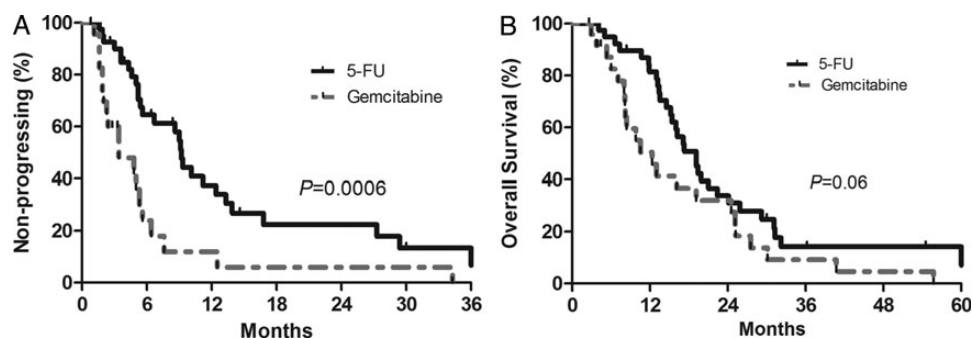 A
Non-progressing (%)
100
80
60
40
20
0
5-FU
Gemcitabine
P=0.0006
0 6 12 18 24 30 36
Months
B
Overall Survival (%)
100
80
60
40
20
0
5-FU
Gemcitabine
P=0.06
0 12 24 36 48 60
Months